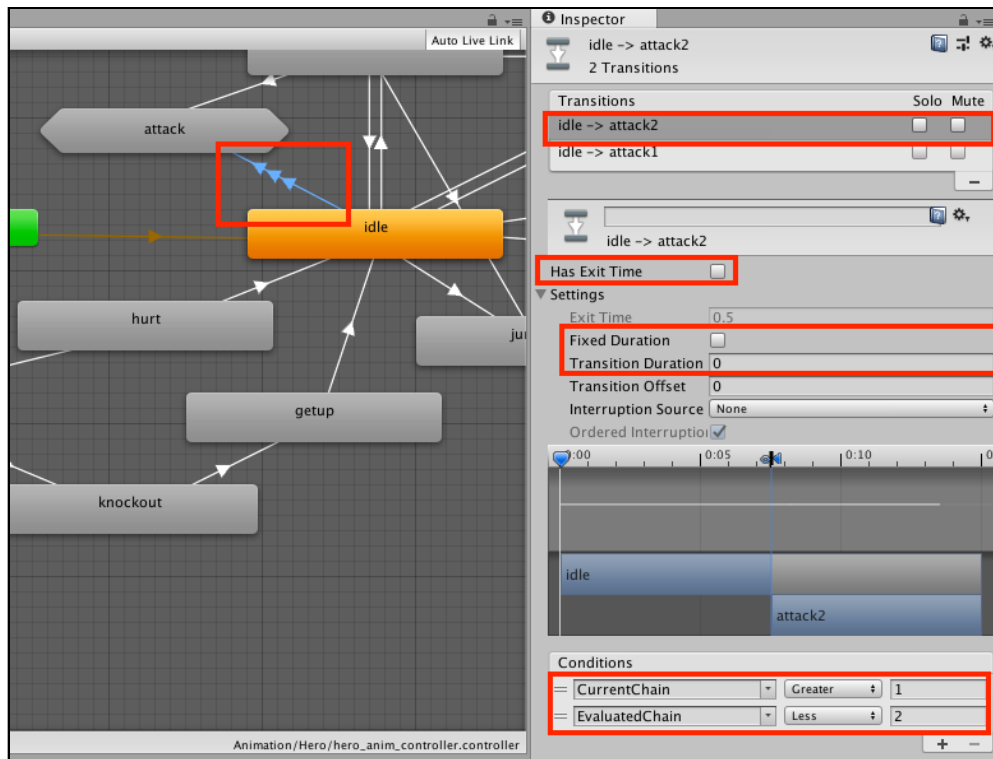 Auto Live Link
attack
idle
hurt
getup
knockout
Animation/Hero/hero_anim_controller.controller
Inspector
idle -> attack2
2 Transitions
Transitions Solo Mute
idle -> attack2
idle -> attack1
idle -> attack2
Has Exit Time
Settings
Exit Time 0.5
Fixed Duration
Transition Duration 0
Transition Offset 0
Interruption Source None
Ordered Interruptio
0:00 0:05 0:10
idle
attack2
Conditions
CurrentChain Greater 1
EvaluatedChain Less 2